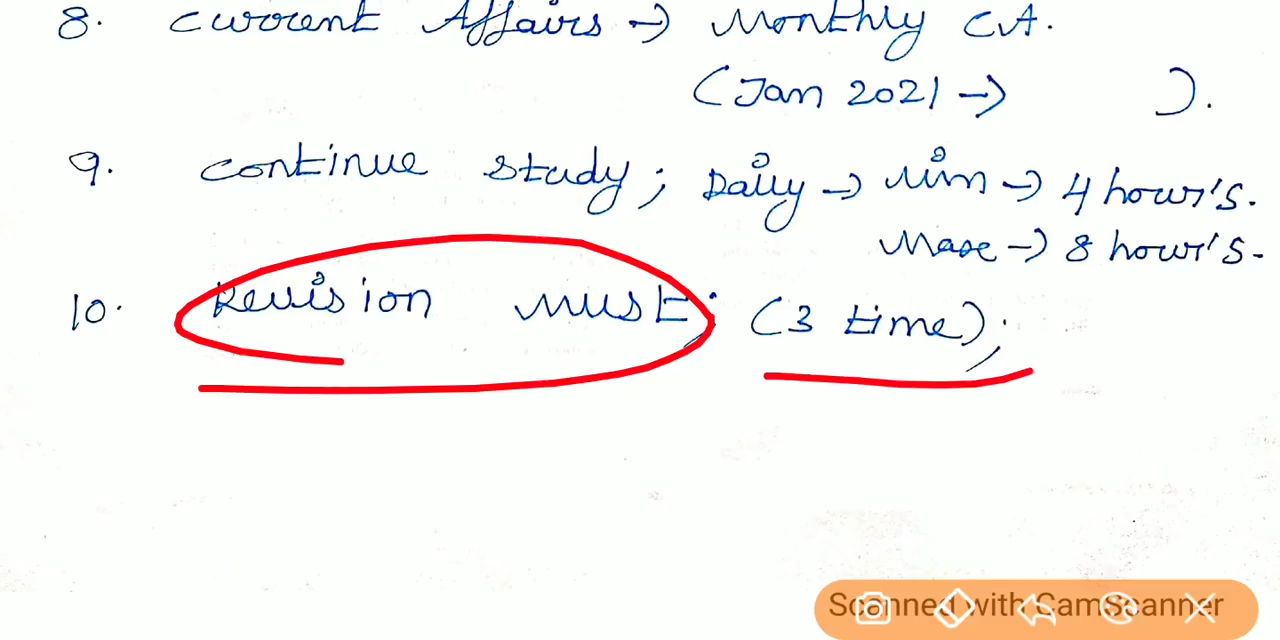 8. Current Affairs → Monthly CA.
(Jan 2021 → ).
9. Continue study; Daily → Min → 4 hour's.
Max → 8 hour's.
10. Revision must; (3 time);
Scanned with CamScanner